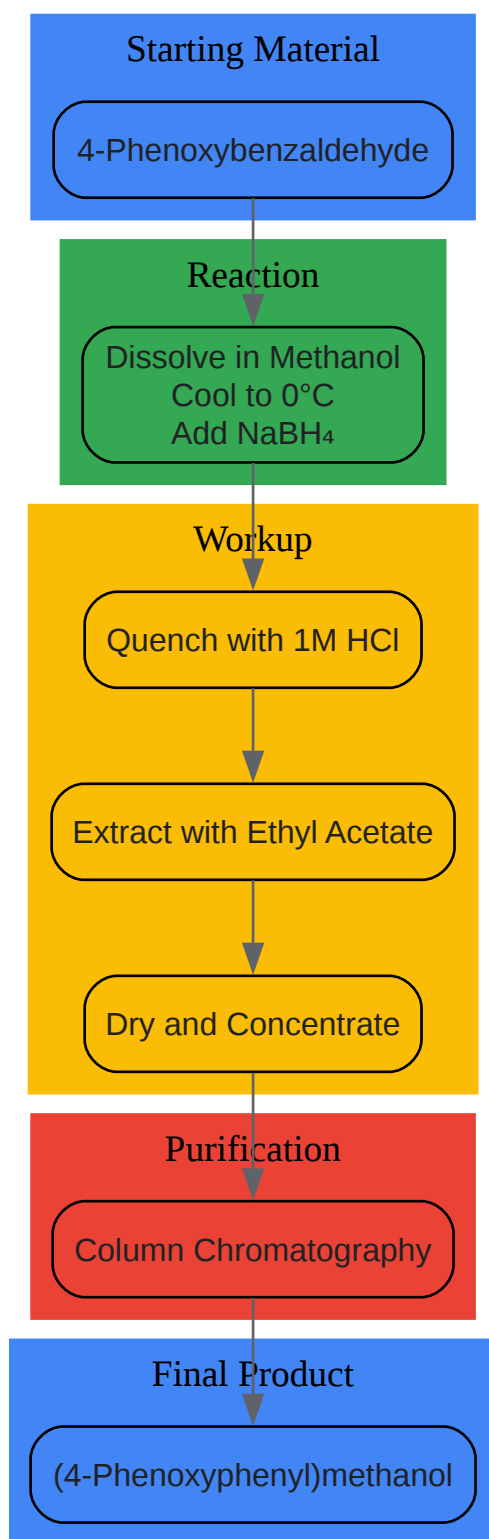 Starting Material
4-Phenoxybenzaldehyde
Reaction
Dissolve in Methanol
Cool to 0°C
Add NaBH₄
Workup
Quench with 1M HCl
Extract with Ethyl Acetate
Dry and Concentrate
Purification
Column Chromatography
Final Product
(4-Phenoxyphenyl)methanol